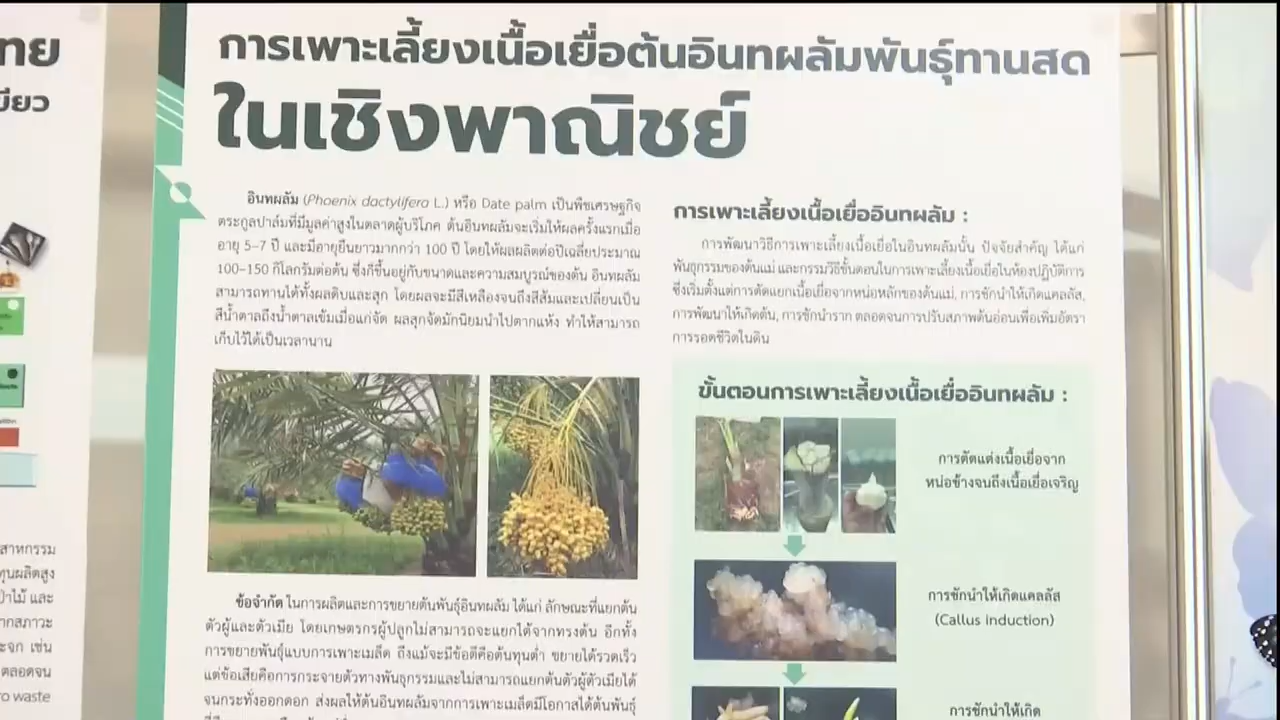 ทย
ขียว
สาหกรรม
ทุนผลิตสูง
ป่าไม้ และ
ากสภาวะ
ะจก เช่น
ตลอดจน
ro waste
การเพาะเลี้ยงเนื้อเยื่อต้นอินทผลัมพันธุ์ทานสด
ในเชิงพาณิชย์
อินทผลัม (Phoenix dactylifera L.) หรือ Date palm เป็นพืชเศรษฐกิจ
ตระกูลปาล์มที่มีมูลค่าสูงในตลาดผู้บริโภค ต้นอินทผลัมจะเริ่มให้ผลครั้งแรกเมื่อ
อายุ 5-7 ปี และมีอายุยืนยาวมากกว่า 100 ปี โดยให้ผลผลิตต่อปีเฉลี่ยประมาณ
100-150 กิโลกรัมต่อต้น ซึ่งก็ขึ้นอยู่กับขนาดและความสมบูรณ์ของต้น อินทผลัม
สามารถทานได้ทั้งผลดิบและสุก โดยผลจะมีสีเหลืองจนถึงสีส้มและเปลี่ยนเป็น
สีน้ำตาลถึงน้ำตาลเข้มเมื่อแก่จัด ผลสุกจัดมักนิยมนำไปตากแห้ง ทำให้สามารถ
เก็บไว้ได้เป็นเวลานาน
ข้อจำกัด ในการผลิตและการขยายต้นพันธุ์อินทผลัม ได้แก่ ลักษณะที่แยกต้น
ตัวผู้และตัวเมีย โดยเกษตรกรผู้ปลูกไม่สามารถจะแยกได้จากทรงต้น อีกทั้ง
การขยายพันธุ์แบบการเพาะเมล็ด ถึงแม้จะมีข้อดีคือต้นทุนต่ำ ขยายได้รวดเร็ว
แต่ข้อเสียคือการกระจายตัวทางพันธุกรรมและไม่สามารถแยกต้นตัวผู้ตัวเมียได้
จนกระทั่งออกดอก ส่งผลให้ต้นอินทผลัมจากการเพาะเมล็ดมีโอกาสได้ต้นพันธุ์
การเพาะเลี้ยงเนื้อเยื่ออินทผลัม :
การพัฒนาวิธีการเพาะเลี้ยงเนื้อเยื่อในอินทผลัมนั้น ปัจจัยสำคัญ ได้แก่
พันธุกรรมของต้นแม่ และกรรมวิธีขั้นตอนในการเพาะเลี้ยงเนื้อเยื่อในห้องปฏิบัติการ
ซึ่งเริ่มตั้งแต่การตัดแยกเนื้อเยื่อจากหน่อหลักของต้นแม่, การชักนำให้เกิดแคลลัส,
การพัฒนาให้เกิดต้น, การชักนำราก ตลอดจนการปรับสภาพต้นอ่อนเพื่อเพิ่มอัตรา
การรอดชีวิตในดิน
ขั้นตอนการเพาะเลี้ยงเนื้อเยื่ออินทผลัม :
การตัดแต่งเนื้อเยื่อจาก
หน่อข้างจนถึงเนื้อเยื่อเจริญ
การชักนำให้เกิดแคลลัส
(Callus induction)
การชักนำให้เกิด